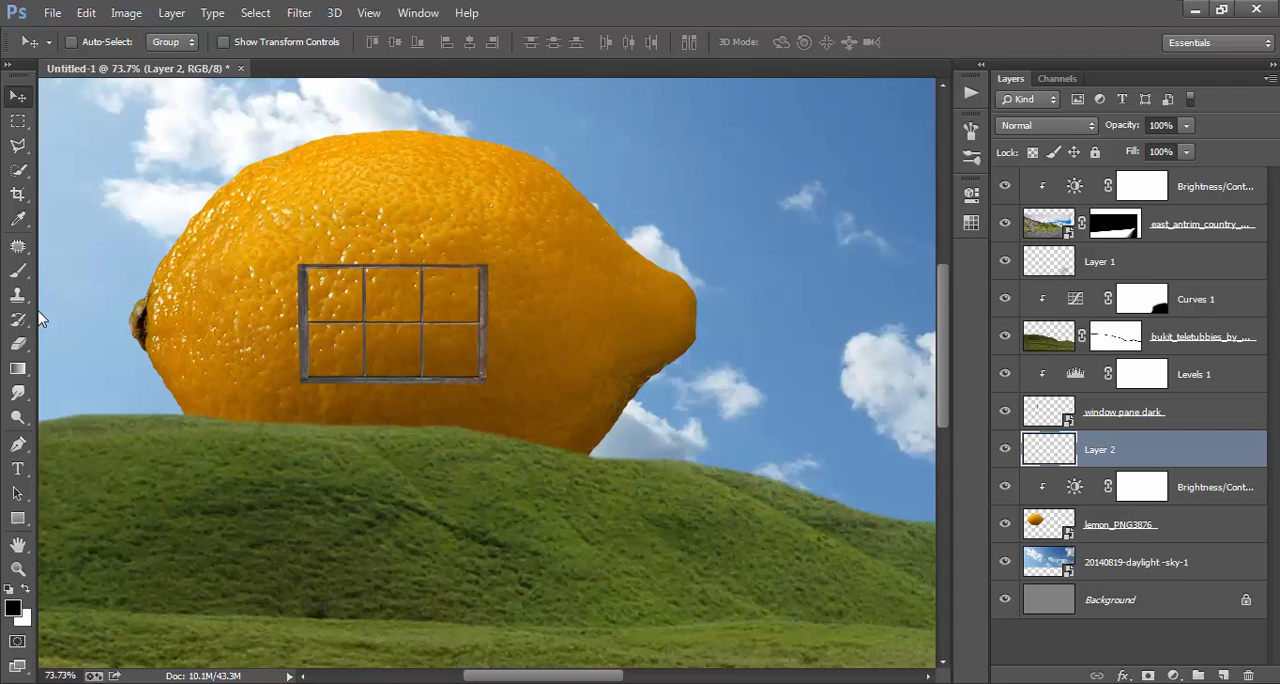 Ps File Edit Image Layer Type Select Filter 3D View Window Help
Auto-Select: Group Show Transform Controls 3D Mode: Essentials
Untitled-1 @ 73.7% (Layer 2, RGB/8) * ×
Layers Channels
Kind
Normal Opacity: 100%
Lock: Fill: 100%
Brightness/Cont...
east_antrim_country_...
Layer 1
Curves 1
bukit_teletubbies_by_...
Levels 1
window pane dark
Layer 2
Brightness/Cont...
lemon_PNG3876
20140819-daylight -sky-1
Background
73.73% Doc: 10.1M/43.3M